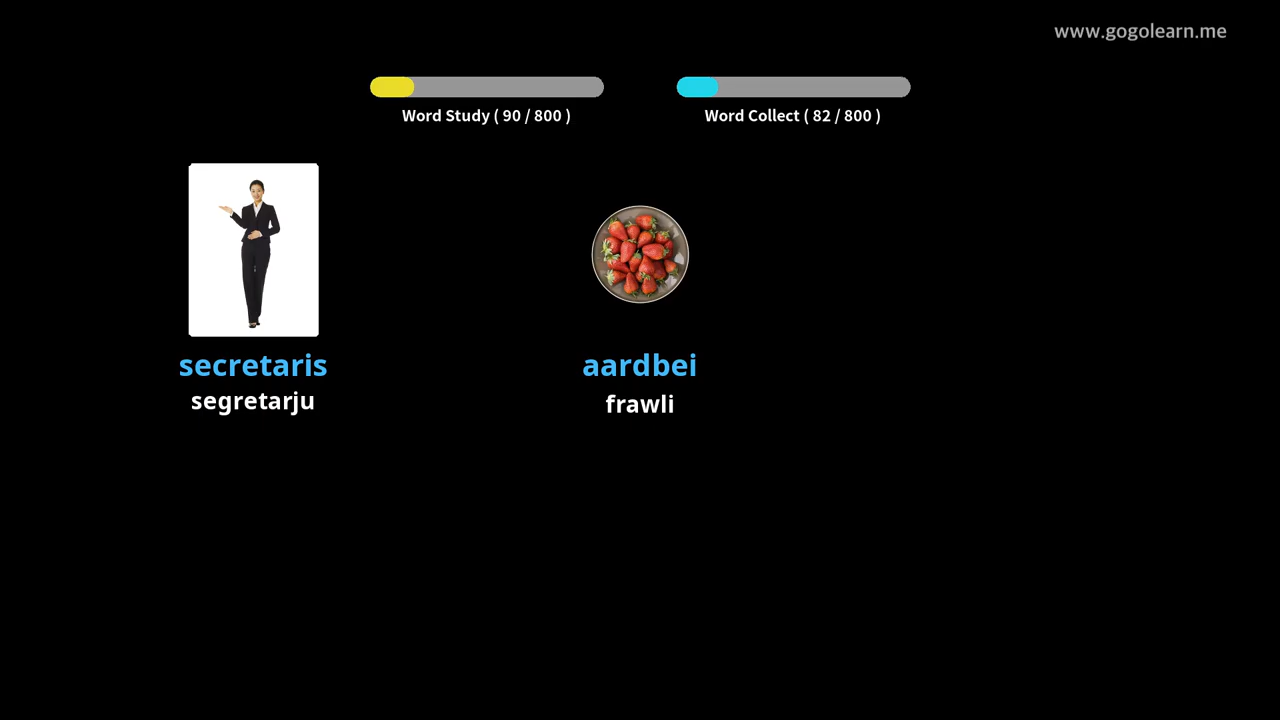 www.gogolearn.me
Word Study ( 90 / 800 )
Word Collect ( 82 / 800 )
secretaris
segretarju
aardbei
frawli